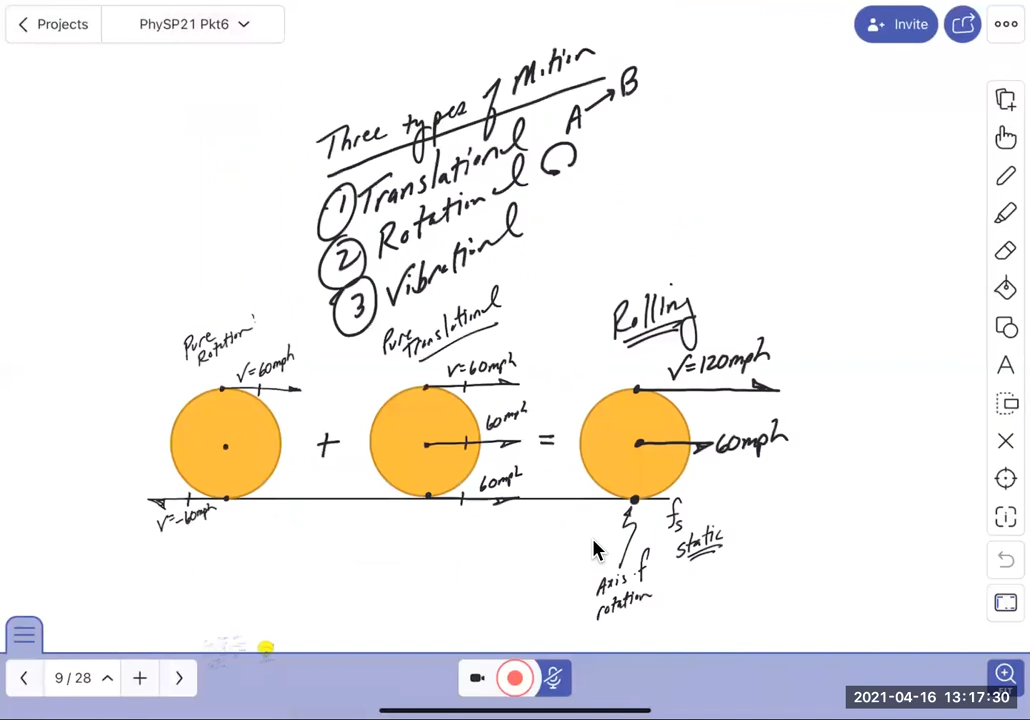 Projects
PhySP21 Pkt6
Invite
Three types of Motion
A → B
① Translational
② Rotational
③ Vibrational
Pure
Rotation
Pure
Translational
Rolling
V=60mph
V=60mph
V=120mph
60mph
60mph
+
=
60mph
V=-60mph
fs
static
Axis of
rotation
9 / 28
2021-04-16 13:17:30